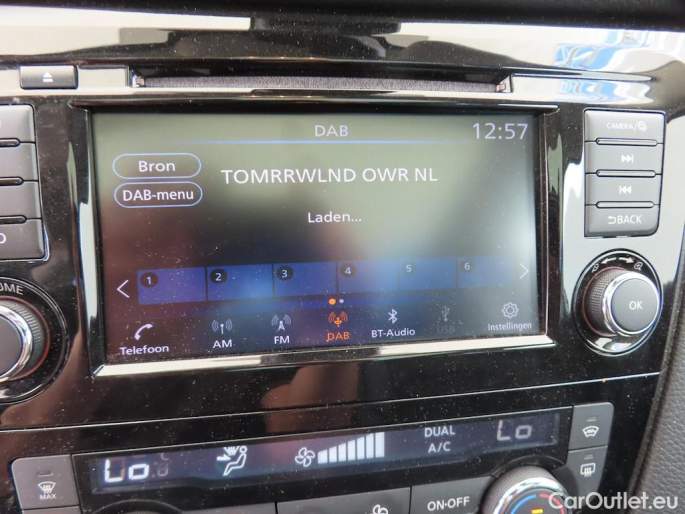 DAB
12:57
Bron
DAB-menu
TOMRRWLND OWR NL
Laden...
1 2 3 4 5 6
Telefoon
AM
FM
DAB
BT-Audio
USB
Instellingen
CAMERA/
BACK
OK
MAX
Lo
DUAL
A/C
Lo
ON·OFF
CarOutlet.eu